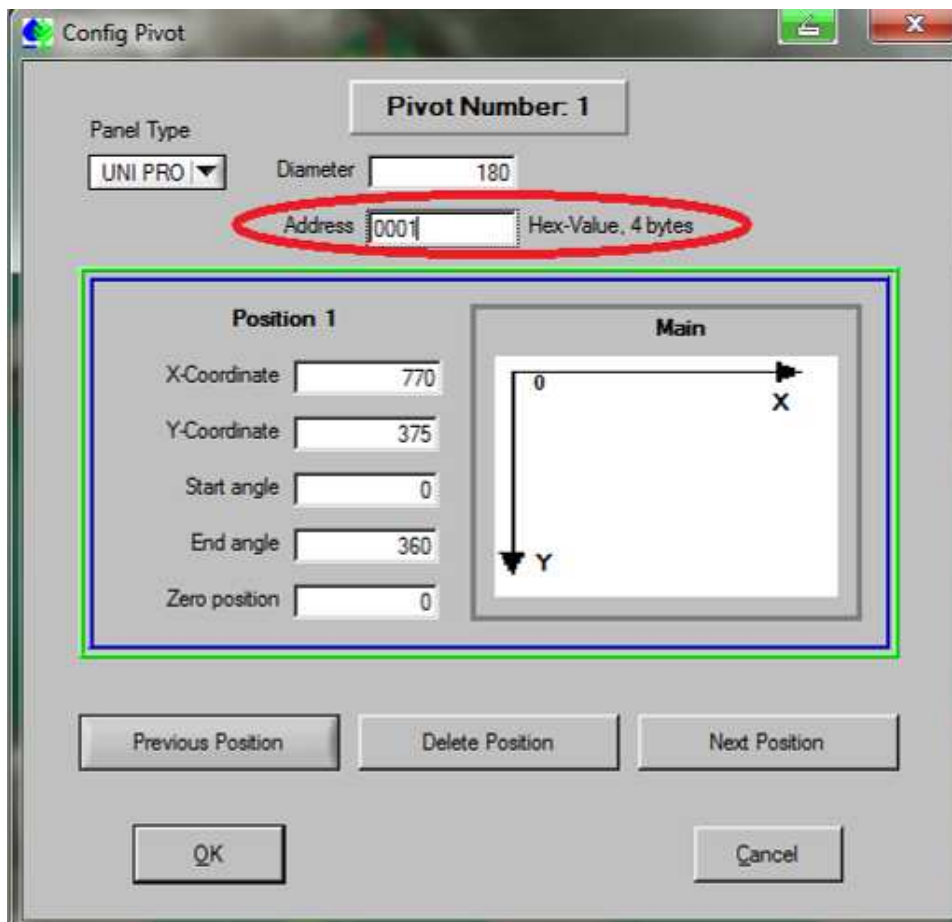 Config Pivot
Pivot Number: 1
Panel Type
UNI PRO
Diameter 180
Address 0001 Hex-Value, 4 bytes
Position 1
X-Coordinate 770
Y-Coordinate 375
Start angle 0
End angle 360
Zero position 0
Main
0
X
Y
Previous Position Delete Position Next Position
OK Cancel